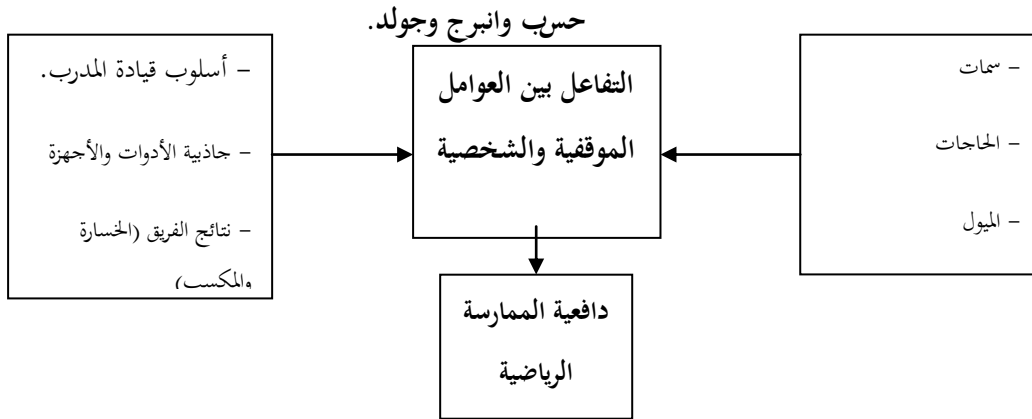 حسب وانبرج وجولد.
– سمات
– الحاجات
– الميول
التفاعل بين العوامل
الموقفية والشخصية
– أسلوب قيادة المدرب.
– جاذبية الأدوات والأجهزة
– نتائج الفريق (الخسارة
والمكسب)
دافعية الممارسة
الرياضية